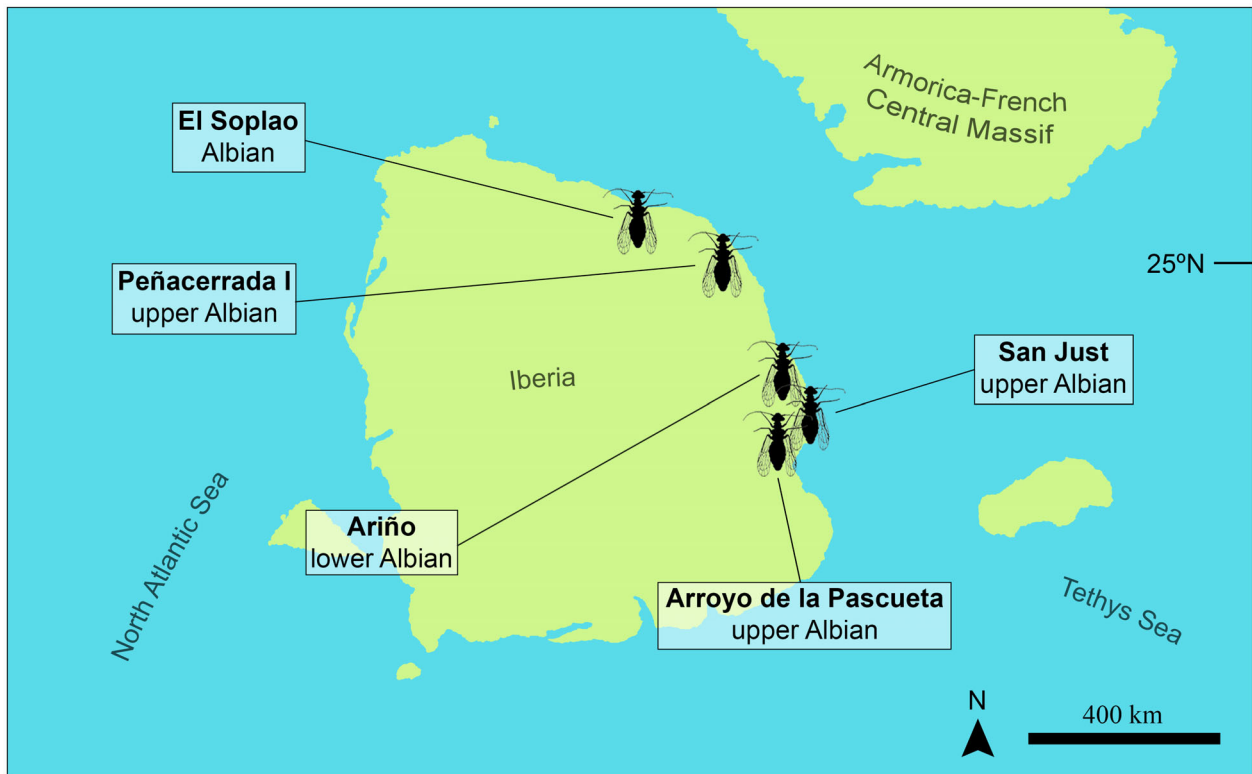 Armorica-French
Central Massif
El Soplao
Albian
25ºN
Peñacerrada I
upper Albian
San Just
upper Albian
Iberia
Ariño
lower Albian
North Atlantic Sea
Arroyo de la Pascueta
upper Albian
Tethys Sea
N
400 km